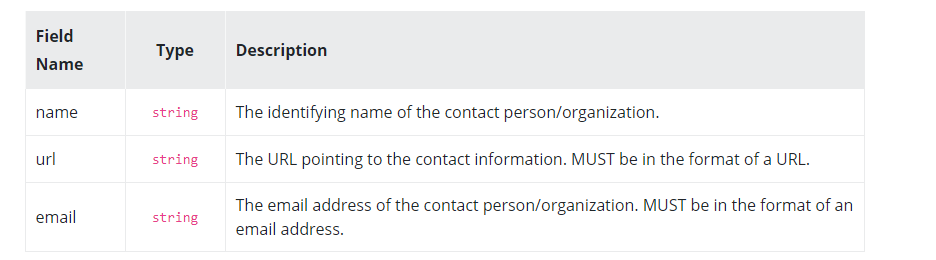 Field
Name
Type
Description
name
string
The identifying name of the contact person/organization.
url
string
The URL pointing to the contact information. MUST be in the format of a URL.
email
string
The email address of the contact person/organization. MUST be in the format of an
email address.